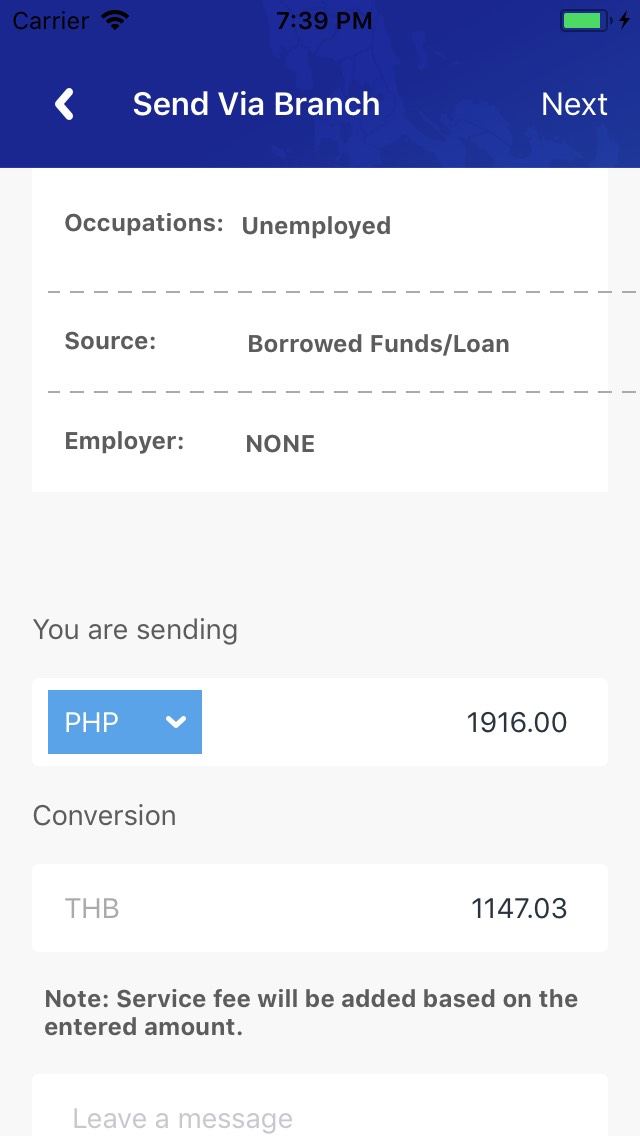 Carrier 7:39 PM
Send Via Branch Next
Occupations: Unemployed
Source: Borrowed Funds/Loan
Employer: NONE
You are sending
PHP 1916.00
Conversion
THB 1147.03
Note: Service fee will be added based on the
entered amount.
Leave a message